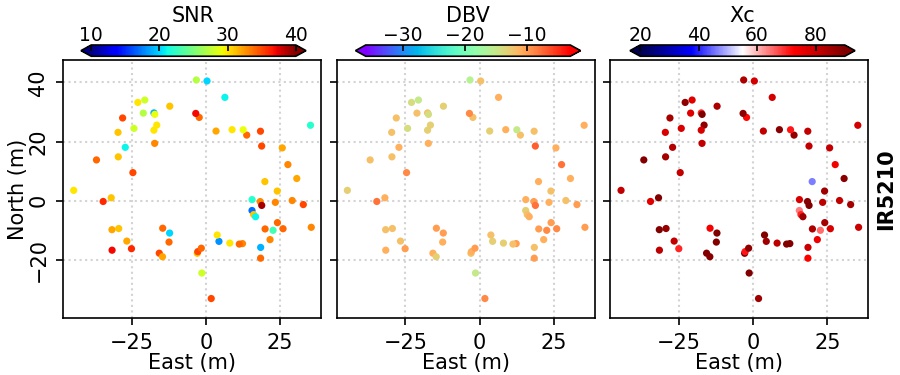 SNR
DBV
Xc
10 20 30 40
−30 −20 −10
20 40 60 80
North (m)
40
20
0
−20
−25 0 25
East (m)
−25 0 25
East (m)
−25 0 25
East (m)
IR5210